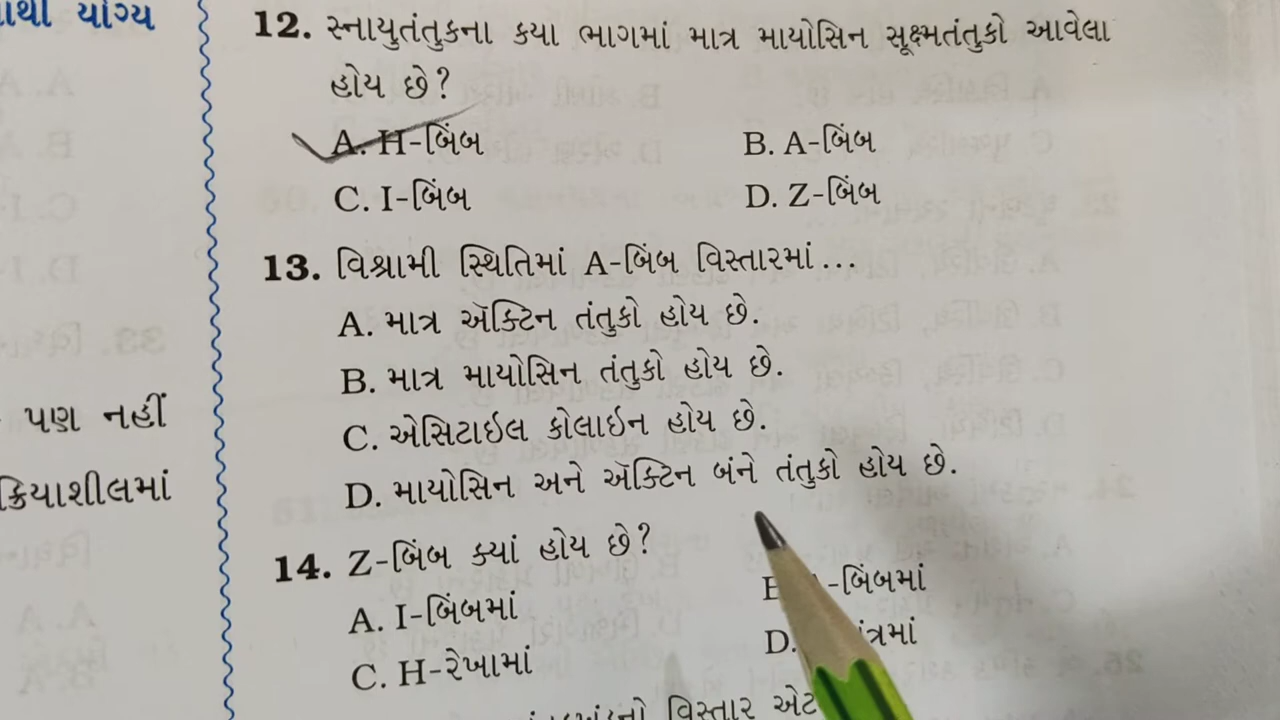 યોગ્ય
પણ નહીં
ક્રિયાશીલમાં
12. સ્નાયુતંતુકના કયા ભાગમાં માત્ર માયોસિન સૂક્ષ્મતંતુકો આવેલા
હોય છે?
A. H-બિંબ B. A-બિંબ
C. I-બિંબ D. Z-બિંબ
13. વિશ્રામી સ્થિતિમાં A-બિંબ વિસ્તારમાં...
A. માત્ર ઍક્ટિન તંતુકો હોય છે.
B. માત્ર માયોસિન તંતુકો હોય છે.
C. એસિટાઇલ કોલાઇન હોય છે.
D. માયોસિન અને ઍક્ટિન બંને તંતુકો હોય છે.
14. Z-બિંબ ક્યાં હોય છે?
A. I-બિંબમાં -બિંબમાં
C. H-રેખામાં D.
વિસ્તાર